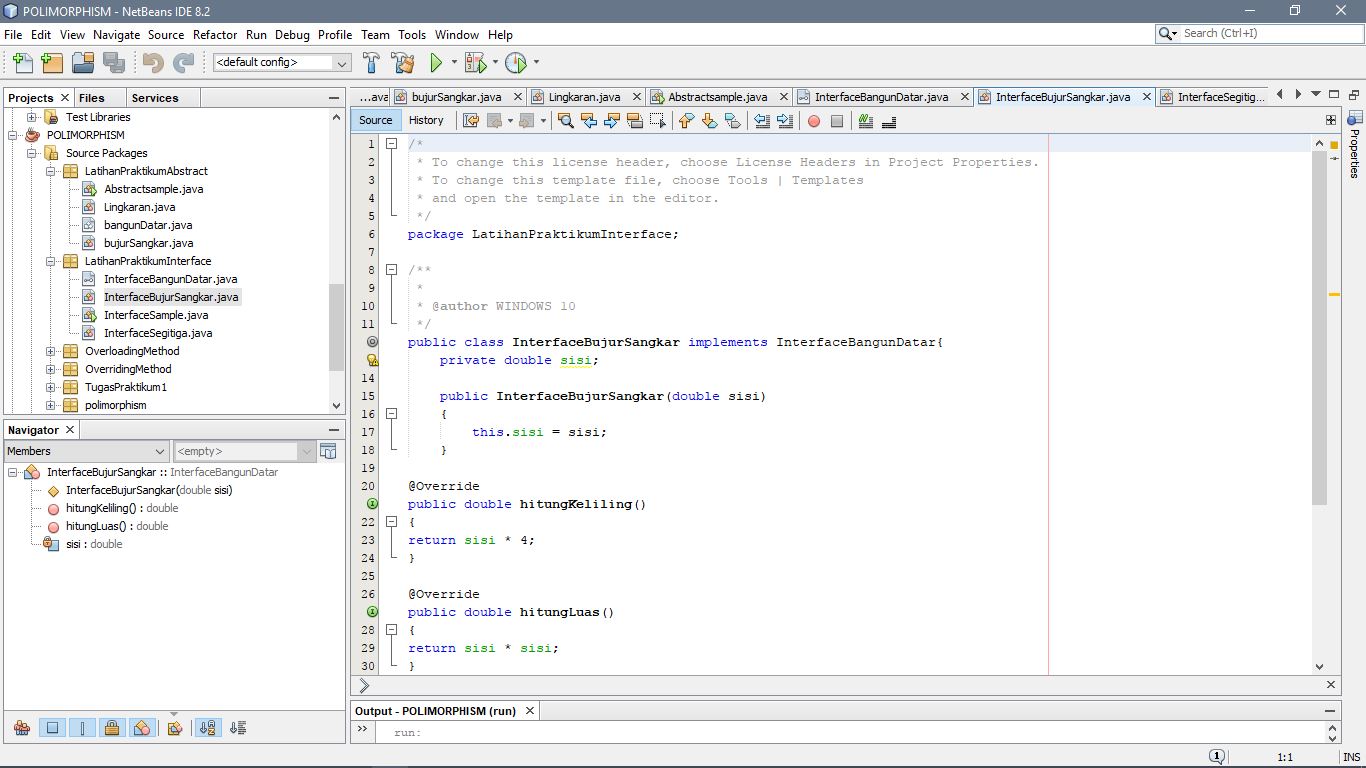 POLIMORPHISM - NetBeans IDE 8.2
File Edit View Navigate Source Refactor Run Debug Profile Team Tools Window Help
Search (Ctrl+I)
<default config>
Projects Files Services
Test Libraries
POLIMORPHISM
Source Packages
LatihanPraktikumAbstract
Abstractsample.java
Lingkaran.java
bangunDatar.java
bujurSangkar.java
LatihanPraktikumInterface
InterfaceBangunDatar.java
InterfaceBujurSangkar.java
InterfaceSample.java
InterfaceSegitiga.java
OverloadingMethod
OverridingMethod
TugasPraktikum1
polimorphism
Navigator
Members <empty>
InterfaceBujurSangkar :: InterfaceBangunDatar
InterfaceBujurSangkar(double sisi)
hitungKeliling() : double
hitungLuas() : double
sisi : double
...ava bujurSangkar.java Lingkaran.java Abstractsample.java InterfaceBangunDatar.java InterfaceBujurSangkar.java InterfaceSegitig...
Source History
Properties
1 /*
2 * To change this license header, choose License Headers in Project Properties.
3 * To change this template file, choose Tools | Templates
4 * and open the template in the editor.
5 */
6 package LatihanPraktikumInterface;
7
8 /**
9 *
10 * @author WINDOWS 10
11 */
public class InterfaceBujurSangkar implements InterfaceBangunDatar{
private double sisi;
14
15 public InterfaceBujurSangkar(double sisi)
16 {
17 this.sisi = sisi;
18 }
19
20 @Override
public double hitungKeliling()
22 {
23 return sisi * 4;
24 }
25
26 @Override
public double hitungLuas()
28 {
29 return sisi * sisi;
30 }
Output - POLIMORPHISM (run)
run:
1 1:1 INS